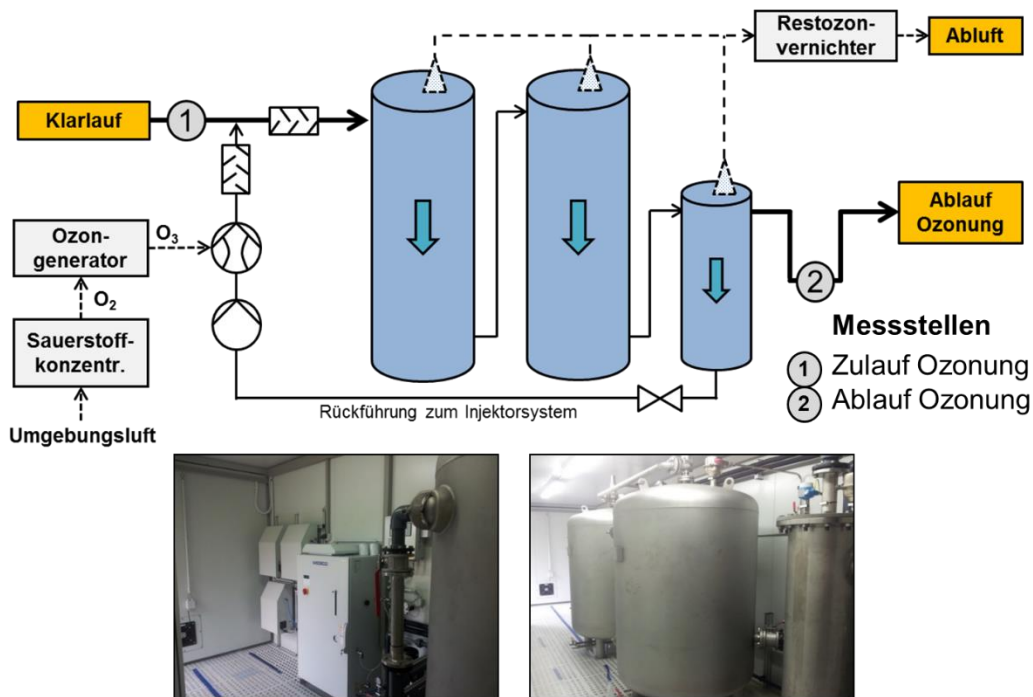 Restozon-
vernichter
Abluft
Klarlauf
1
Ozon-
generator
O₃
O₂
Sauerstoff-
konzentr.
Umgebungsluft
Rückführung zum Injektorsystem
Ablauf
Ozonung
2
Messstellen
1 Zulauf Ozonung
2 Ablauf Ozonung